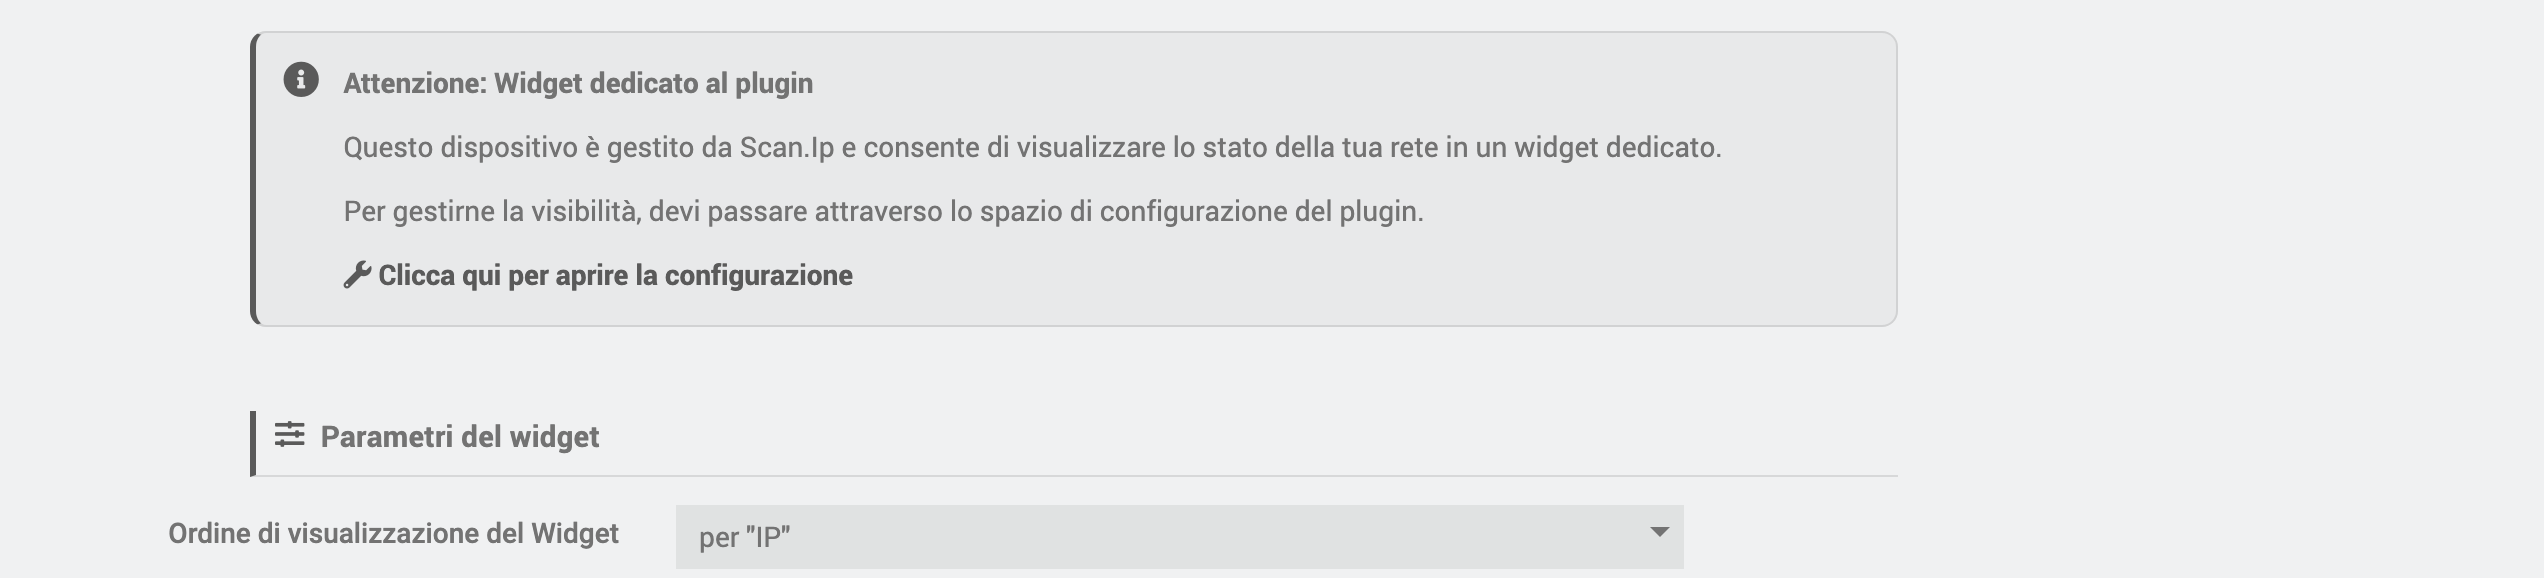 Attenzione: Widget dedicato al plugin
Questo dispositivo è gestito da Scan.Ip e consente di visualizzare lo stato della tua rete in un widget dedicato.
Per gestirne la visibilità, devi passare attraverso lo spazio di configurazione del plugin.
Clicca qui per aprire la configurazione
Parametri del widget
Ordine di visualizzazione del Widget
per "IP"